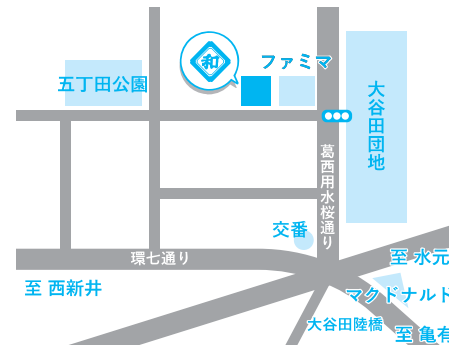 和
ファミマ
五丁田公園
大谷田団地
葛西用水桜通り
交番
環七通り
至 水元
至 西新井
マクドナルド
大谷田陸橋
至 亀有